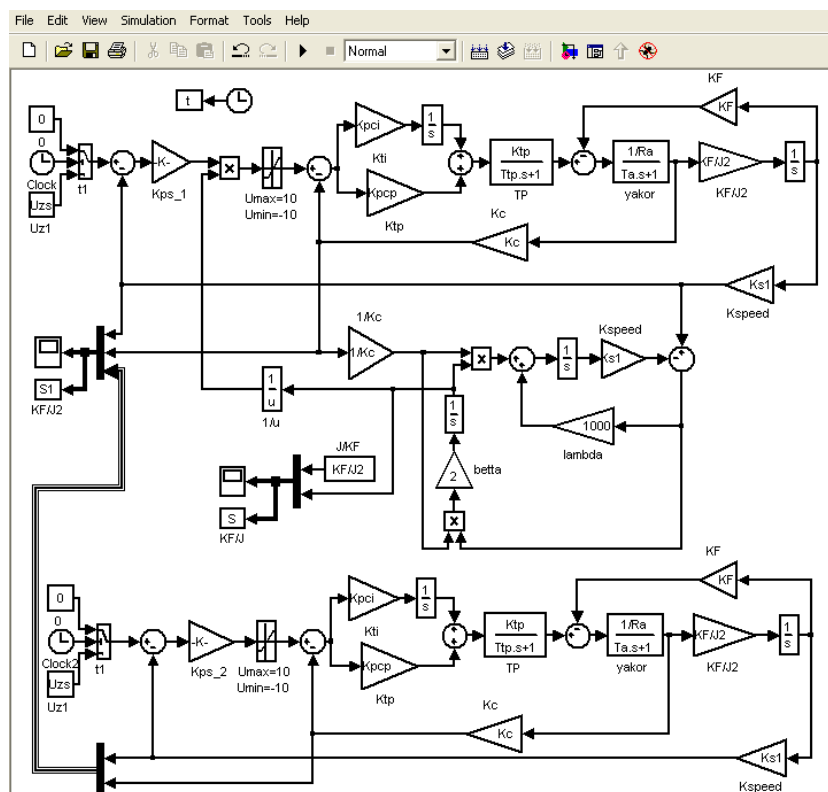 File Edit View Simulation Format Tools Help
Normal
KF
KF
t
0
0
Clock
Uzs
Uz1
t1
-K-
Kps_1
×
Umax=10
Umin=-10
Kpci
Kti
1
s
Kpcp
Ktp
Ktp
Ttp.s+1
TP
1/Ra
Ta.s+1
yakor
KF/J2
KF/J2
1
s
Kc
Kc
Ks1
Kspeed
S1
KF/J2
1/Kc
1/Kc
×
1
s
Kspeed
Ks1
1
u
1/u
1
s
1000
lambda
2
betta
×
J/KF
KF/J2
S
KF/J
KF
KF
0
0
Clock2
Uzs
Uz1
t1
-K-
Kps_2
Umax=10
Umin=-10
Kpci
Kti
1
s
Kpcp
Ktp
Ktp
Ttp.s+1
TP
1/Ra
Ta.s+1
yakor
KF/J2
KF/J2
1
s
Kc
Kc
Ks1
Kspeed